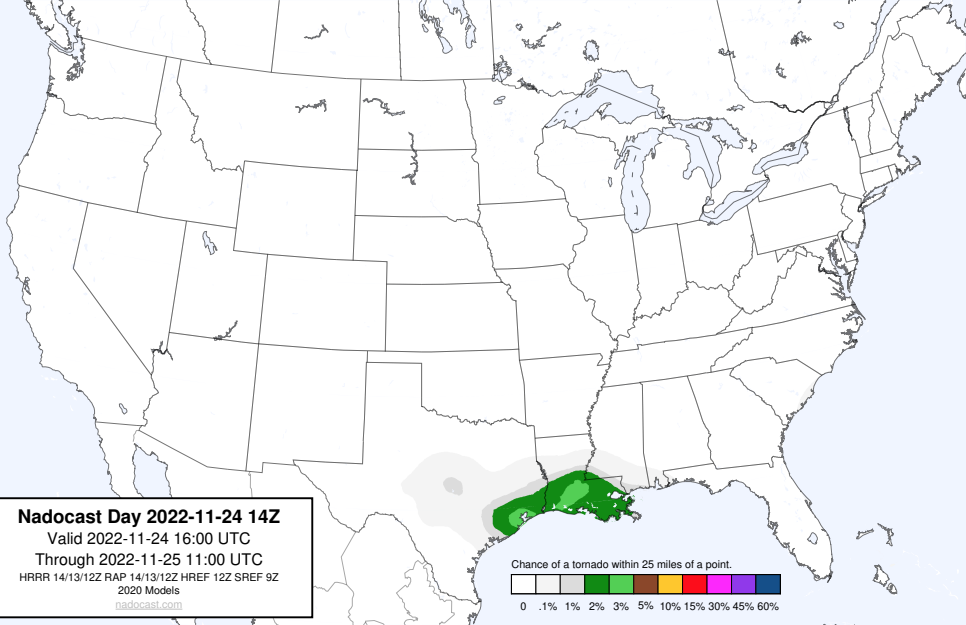 Nadocast Day 2022-11-24 14Z
Valid 2022-11-24 16:00 UTC
Through 2022-11-25 11:00 UTC
HRRR 14/13/12Z RAP 14/13/12Z HREF 12Z SREF 9Z
2020 Models
nadocast.com
Chance of a tornado within 25 miles of a point.
0 .1% 1% 2% 3% 5% 10% 15% 30% 45% 60%